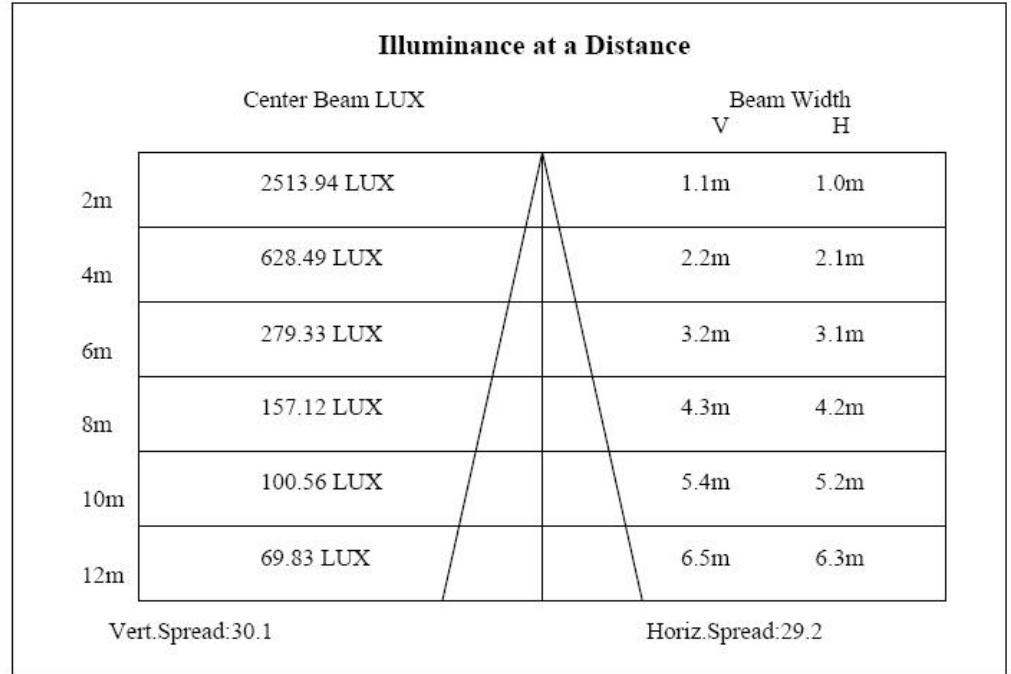 Illuminance at a Distance
Center Beam LUX Beam Width
V H
2m 2513.94 LUX 1.1m 1.0m
4m 628.49 LUX 2.2m 2.1m
6m 279.33 LUX 3.2m 3.1m
8m 157.12 LUX 4.3m 4.2m
10m 100.56 LUX 5.4m 5.2m
12m 69.83 LUX 6.5m 6.3m
Vert.Spread:30.1 Horiz.Spread:29.2